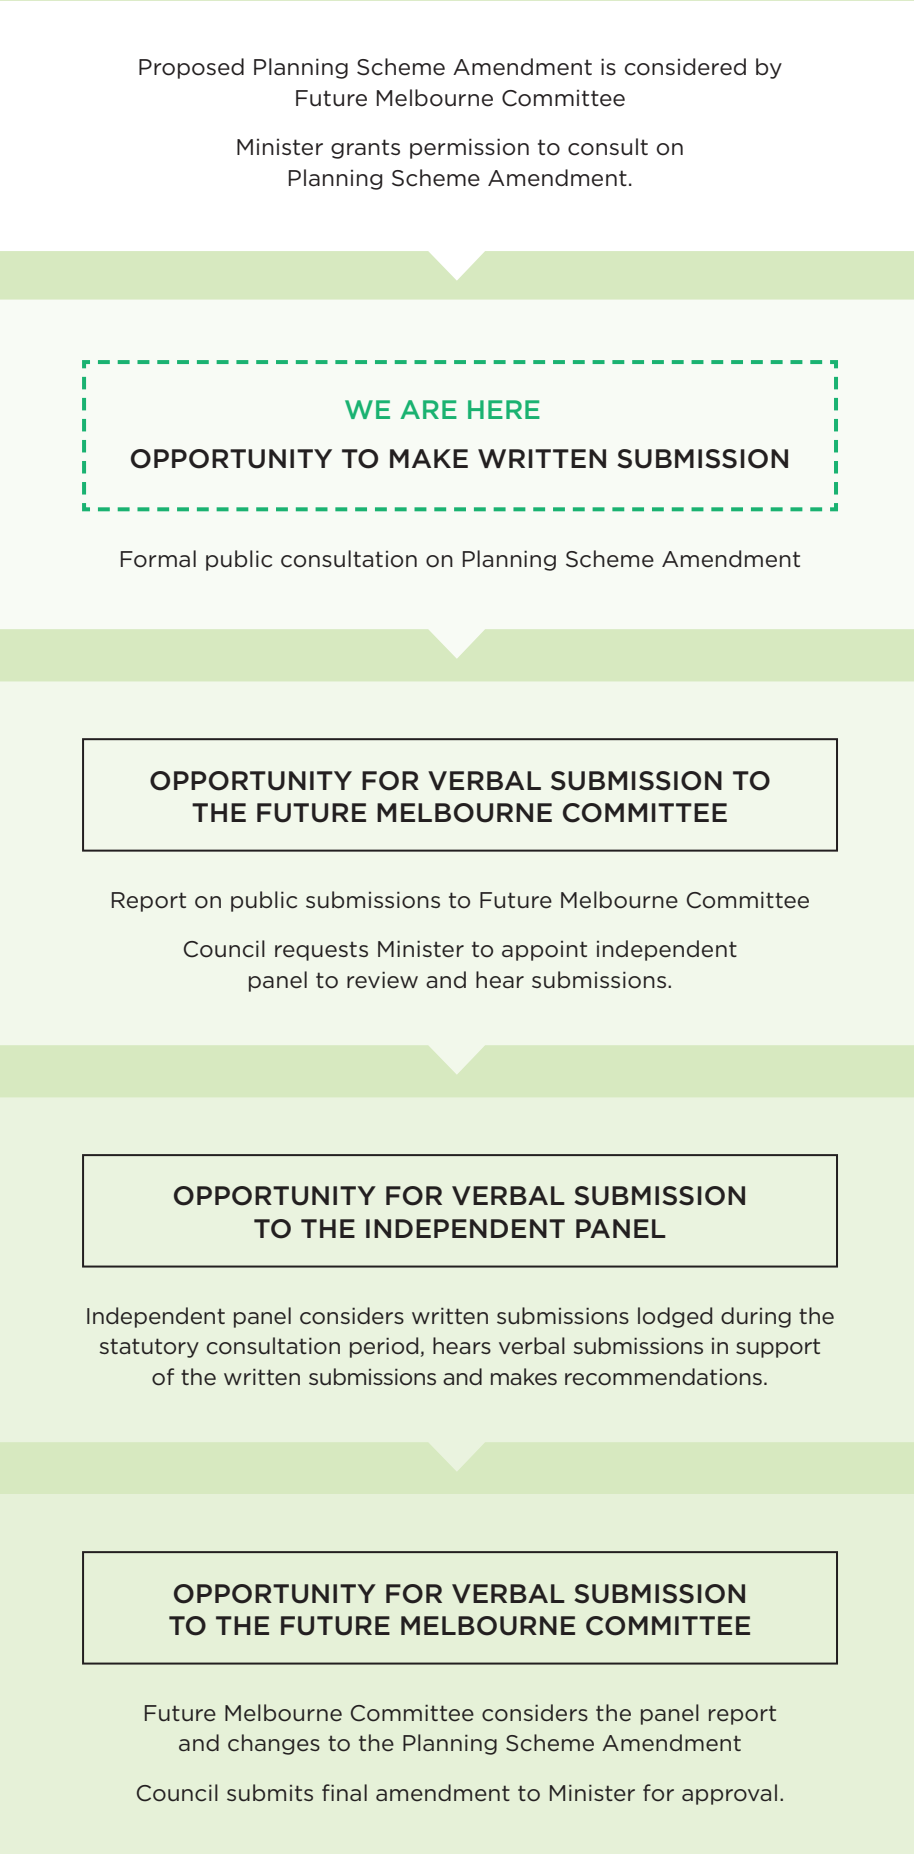 Proposed Planning Scheme Amendment is considered by
Future Melbourne Committee
Minister grants permission to consult on
Planning Scheme Amendment.
WE ARE HERE
OPPORTUNITY TO MAKE WRITTEN SUBMISSION
Formal public consultation on Planning Scheme Amendment
OPPORTUNITY FOR VERBAL SUBMISSION TO
THE FUTURE MELBOURNE COMMITTEE
Report on public submissions to Future Melbourne Committee
Council requests Minister to appoint independent
panel to review and hear submissions.
OPPORTUNITY FOR VERBAL SUBMISSION
TO THE INDEPENDENT PANEL
Independent panel considers written submissions lodged during the
statutory consultation period, hears verbal submissions in support
of the written submissions and makes recommendations.
OPPORTUNITY FOR VERBAL SUBMISSION
TO THE FUTURE MELBOURNE COMMITTEE
Future Melbourne Committee considers the panel report
and changes to the Planning Scheme Amendment
Council submits final amendment to Minister for approval.